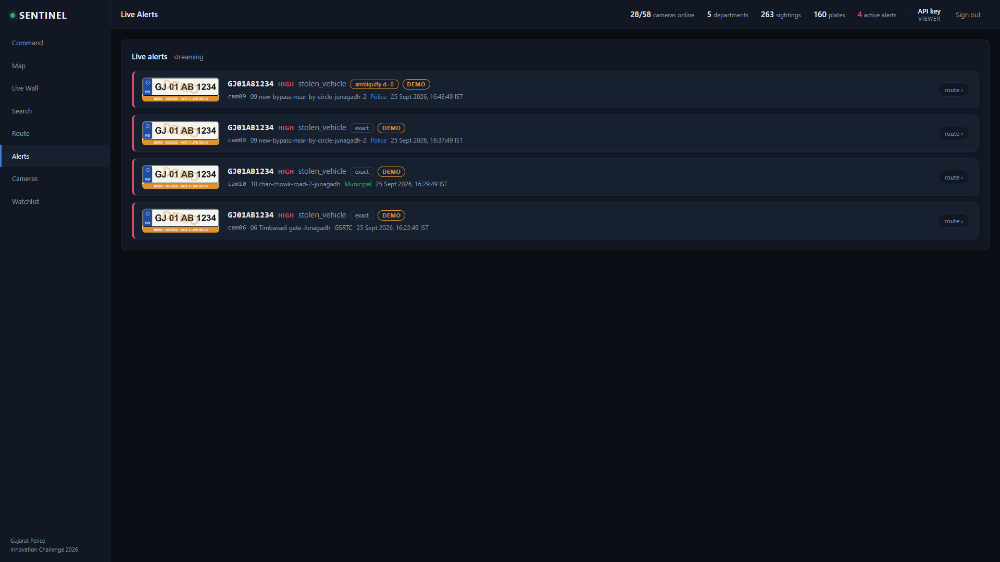 SENTINEL
Command
Map
Live Wall
Search
Route
Alerts
Cameras
Watchlist
Gujarat Police
Innovation Challenge 2026
Live Alerts
28/58 cameras online 5 departments 263 sightings 160 plates 4 active alerts
API key
VIEWER
Sign out
Live alerts streaming
IND GJ 01 AB 1234
DEMO
DEMO - SEEDED - NOT A LIVE READ
GJ01A81234 HIGH stolen_vehicle ambiguity d=0 DEMO
cam09 09 new-bypass-near-by-circle-junagadh-2 Police 25 Sept 2026, 16:43:49 IST
route ›
IND GJ 01 AB 1234
DEMO
DEMO - SEEDED - NOT A LIVE READ
GJ01AB1234 HIGH stolen_vehicle exact DEMO
cam09 09 new-bypass-near-by-circle-junagadh-2 Police 25 Sept 2026, 16:37:49 IST
route ›
IND GJ 01 AB 1234
DEMO
DEMO - SEEDED - NOT A LIVE READ
GJ01AB1234 HIGH stolen_vehicle exact DEMO
cam10 10 char-chowk-road-2-junagadh Municipal 25 Sept 2026, 16:29:49 IST
route ›
IND GJ 01 AB 1234
DEMO
DEMO - SEEDED - NOT A LIVE READ
GJ01AB1234 HIGH stolen_vehicle exact DEMO
cam06 06 Timbavadi gate-Junagadh GSRTC 25 Sept 2026, 16:22:49 IST
route ›